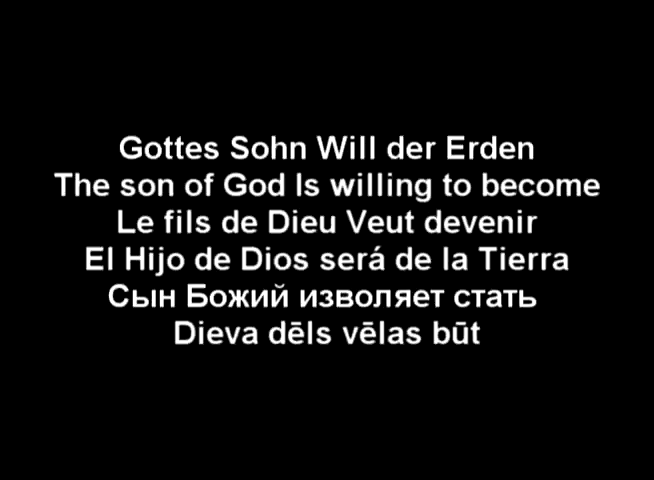 Gottes Sohn Will der Erden
The son of God Is willing to become
Le fils de Dieu Veut devenir
El Hijo de Dios será de la Tierra
Сын Божий изволяет стать
Dieva dēls vēlas būt